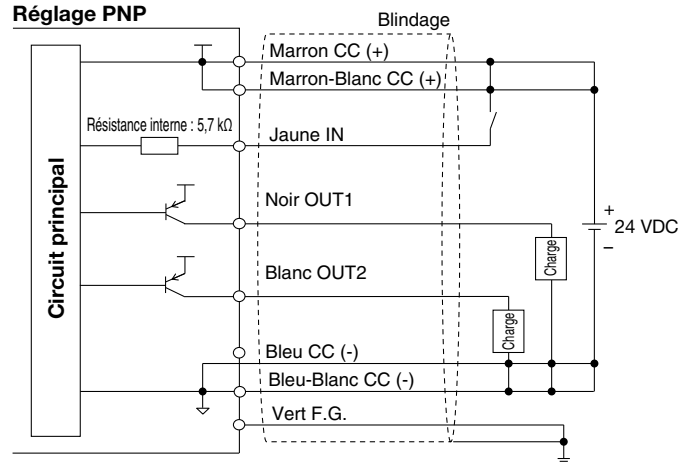 Réglage PNP
Blindage
Marron CC (+)
Marron-Blanc CC (+)
Résistance interne : 5,7 kΩ
Jaune IN
Circuit principal
Noir OUT1
+
24 VDC
–
Charge
Blanc OUT2
Charge
Bleu CC (-)
Bleu-Blanc CC (-)
Vert F.G.